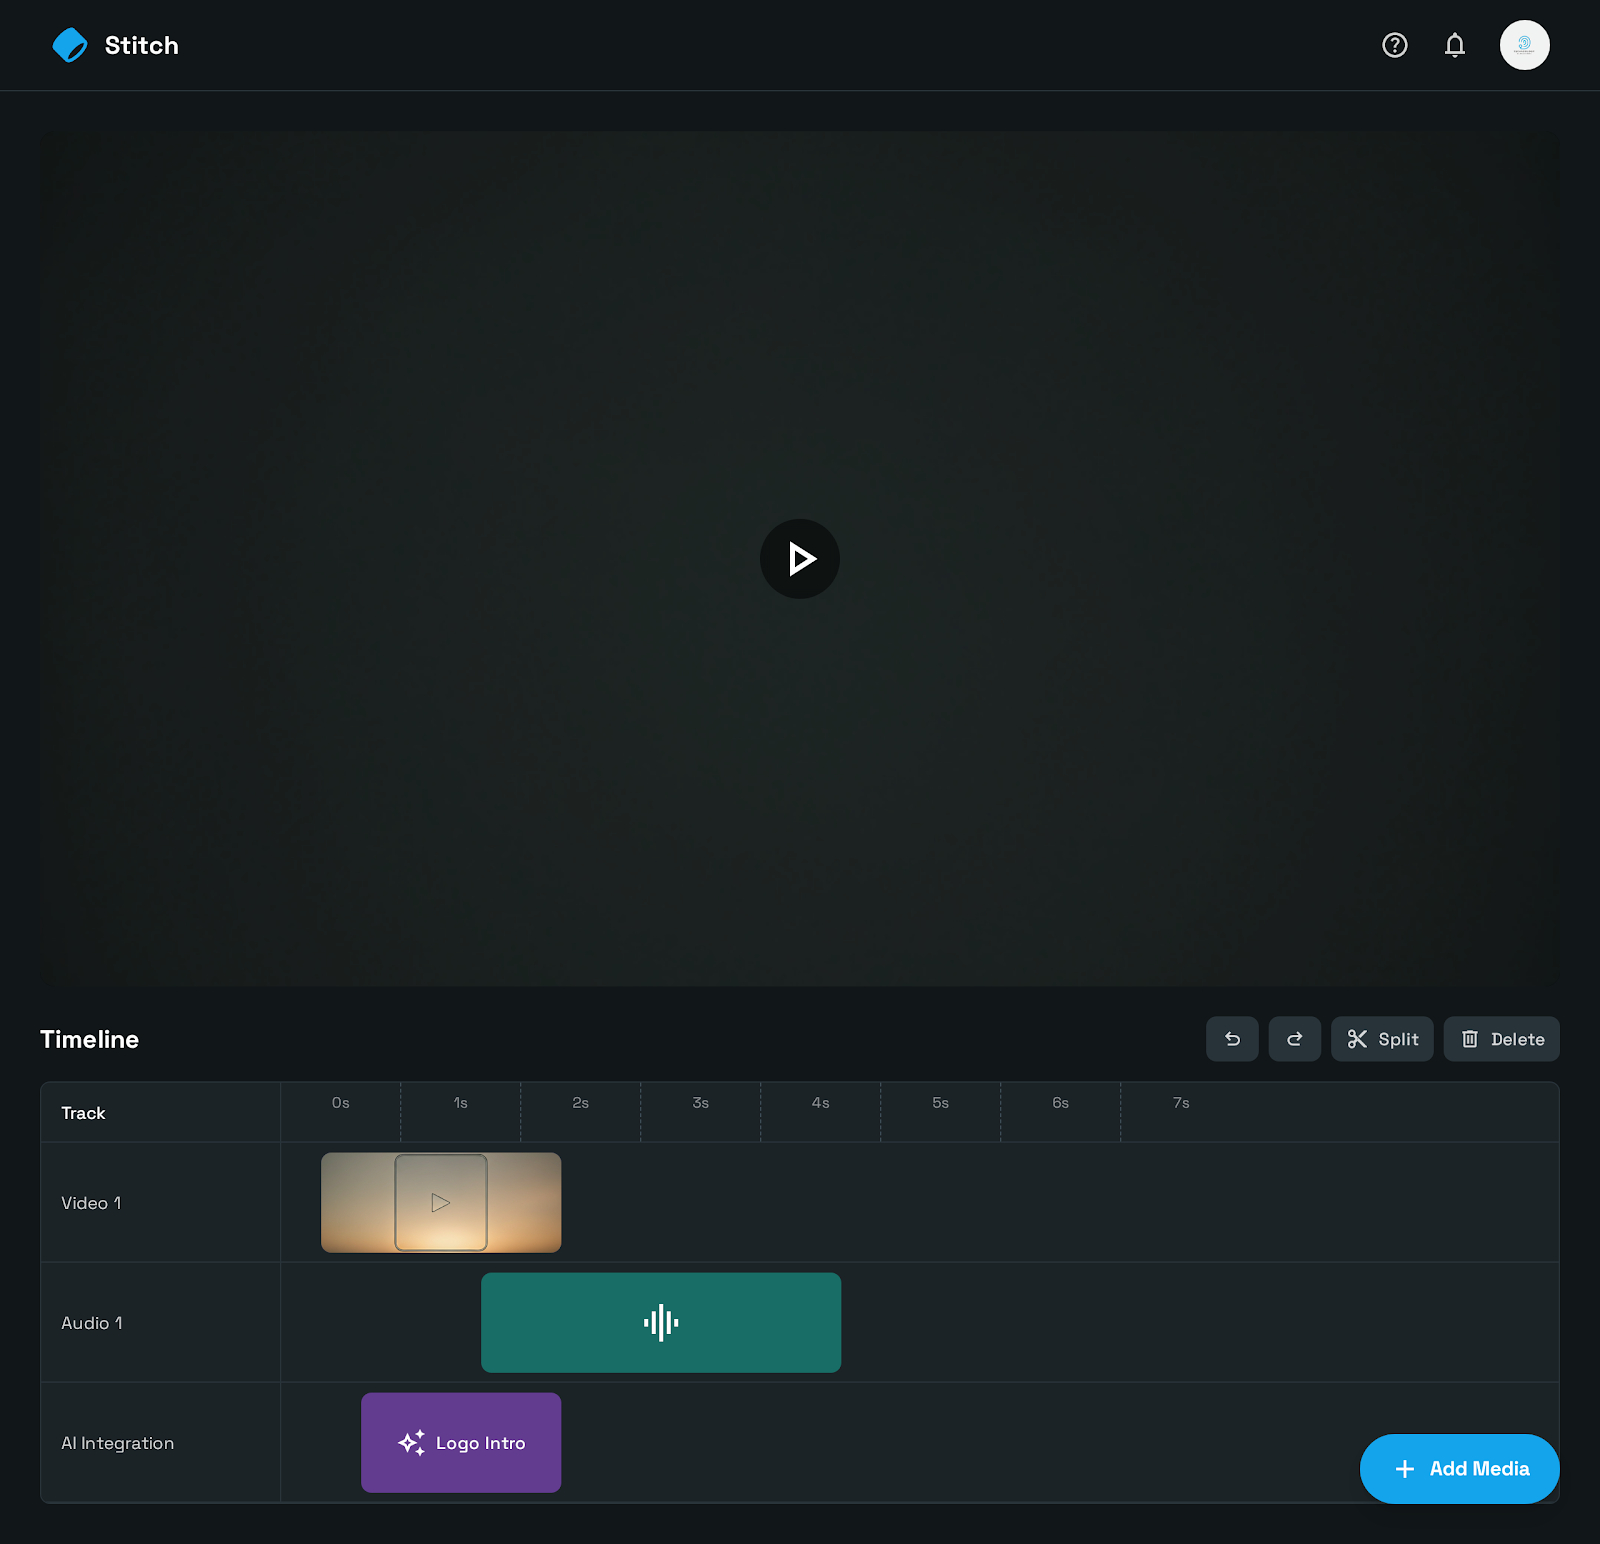 Stitch
Timeline
Split
Delete
Track
0s 1s 2s 3s 4s 5s 6s 7s
Video 1
Audio 1
AI Integration
Logo Intro
Add Media